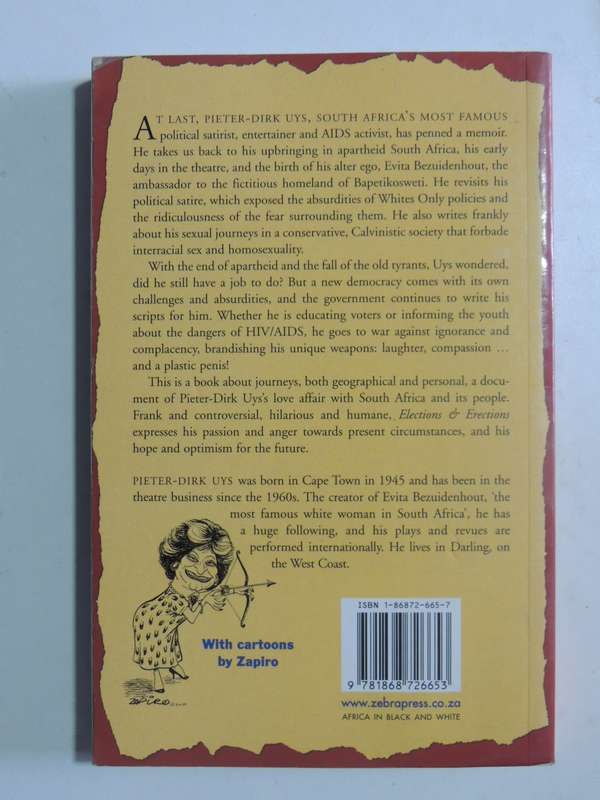 AT LAST, PIETER-DIRK UYS, SOUTH AFRICA'S MOST FAMOUS
political satirist, entertainer and AIDS activist, has penned a memoir.
He takes us back to his upbringing in apartheid South Africa, his early
days in the theatre, and the birth of his alter ego, Evita Bezuidenhout, the
ambassador to the fictitious homeland of Bapetikosweti. He revisits his
political satire, which exposed the absurdities of Whites Only policies and
the ridiculousness of the fear surrounding them. He also writes frankly
about his sexual journeys in a conservative, Calvinistic society that forbade
interracial sex and homosexuality.
With the end of apartheid and the fall of the old tyrants, Uys wondered,
did he still have a job to do? But a new democracy comes with its own
challenges and absurdities, and the government continues to write his
scripts for him. Whether he is educating voters or informing the youth
about the dangers of HIV/AIDS, he goes to war against ignorance and
complacency, brandishing his unique weapons: laughter, compassion …
and a plastic penis!
This is a book about journeys, both geographical and personal, a docu-
ment of Pieter-Dirk Uys's love affair with South Africa and its people.
Frank and controversial, hilarious and humane, Elections & Erections
expresses his passion and anger towards present circumstances, and his
hope and optimism for the future.
PIETER-DIRK UYS was born in Cape Town in 1945 and has been in the
theatre business since the 1960s. The creator of Evita Bezuidenhout, 'the
most famous white woman in South Africa', he has
a huge following, and his plays and revues are
performed internationally. He lives in Darling, on
the West Coast.
With cartoons
by Zapiro
ZAPIRO
ISBN 1-86872-665-7
9 781868 726653
www.zebrapress.co.za
AFRICA IN BLACK AND WHITE